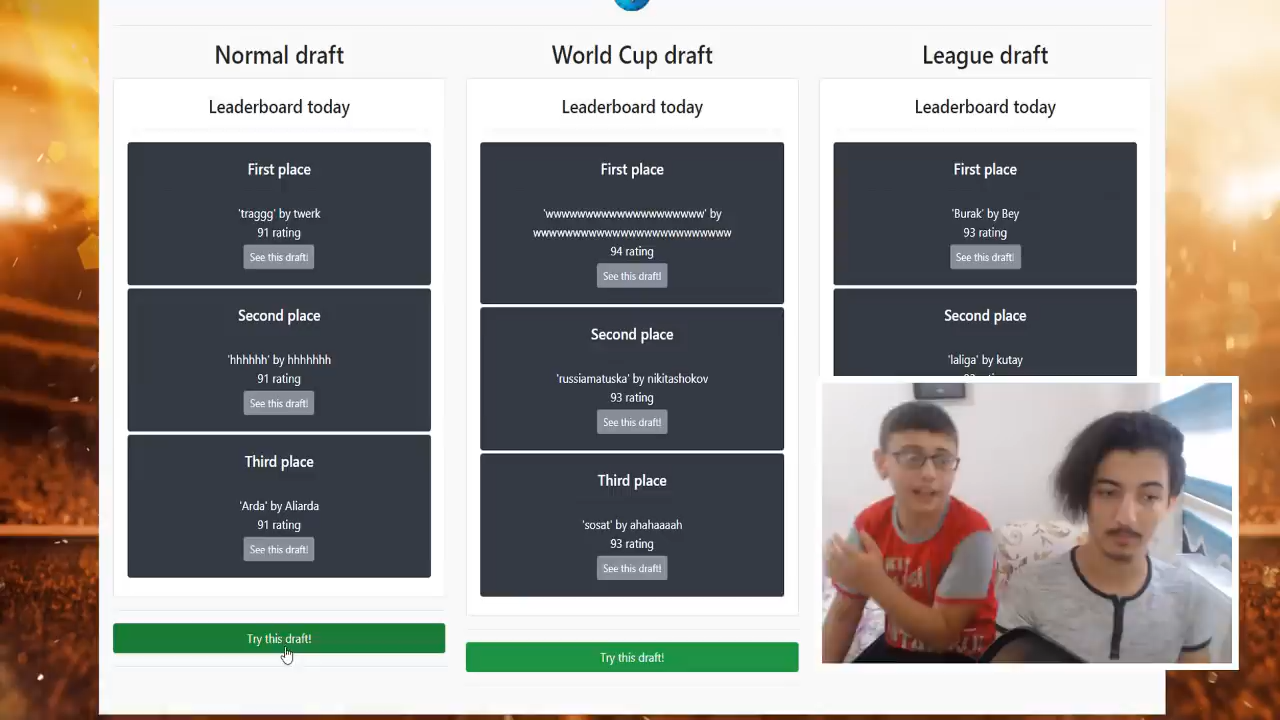 Normal draft
Leaderboard today
First place
'traggg' by twerk
91 rating
See this draft!
Second place
'hhhhhh' by hhhhhhh
91 rating
See this draft!
Third place
'Arda' by Aliarda
91 rating
See this draft!
Try this draft!
World Cup draft
Leaderboard today
First place
'wwwwwwwwwwwwwwwwwwww' by
wwwwwwwwwwwwwwwwwwwwwwwww
94 rating
See this draft!
Second place
'russiamatuska' by nikitashokov
93 rating
See this draft!
Third place
'sosat' by ahahaaaah
93 rating
See this draft!
Try this draft!
League draft
Leaderboard today
First place
'Burak' by Bey
93 rating
See this draft!
Second place
'laliga' by kutay